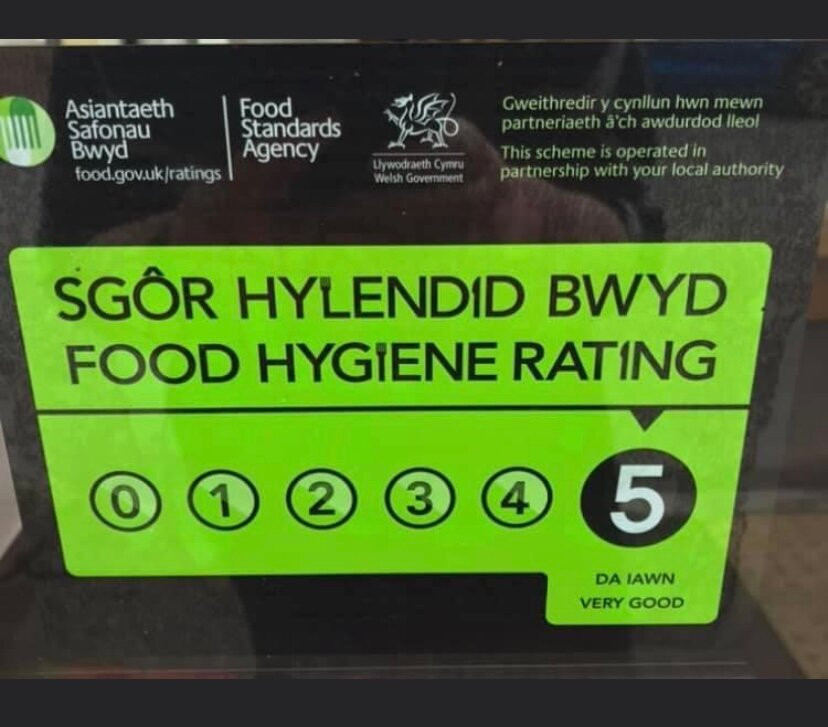 Asiantaeth
Safonau
Bwyd
food.gov.uk/ratings
Food
Standards
Agency
Llywodraeth Cymru
Welsh Government
Gweithredir y cynllun hwn mewn
partneriaeth â'ch awdurdod lleol
This scheme is operated in
partnership with your local authority
SGÔR HYLENDID BWYD
FOOD HYGIENE RATING
0 1 2 3 4 5
DA IAWN
VERY GOOD